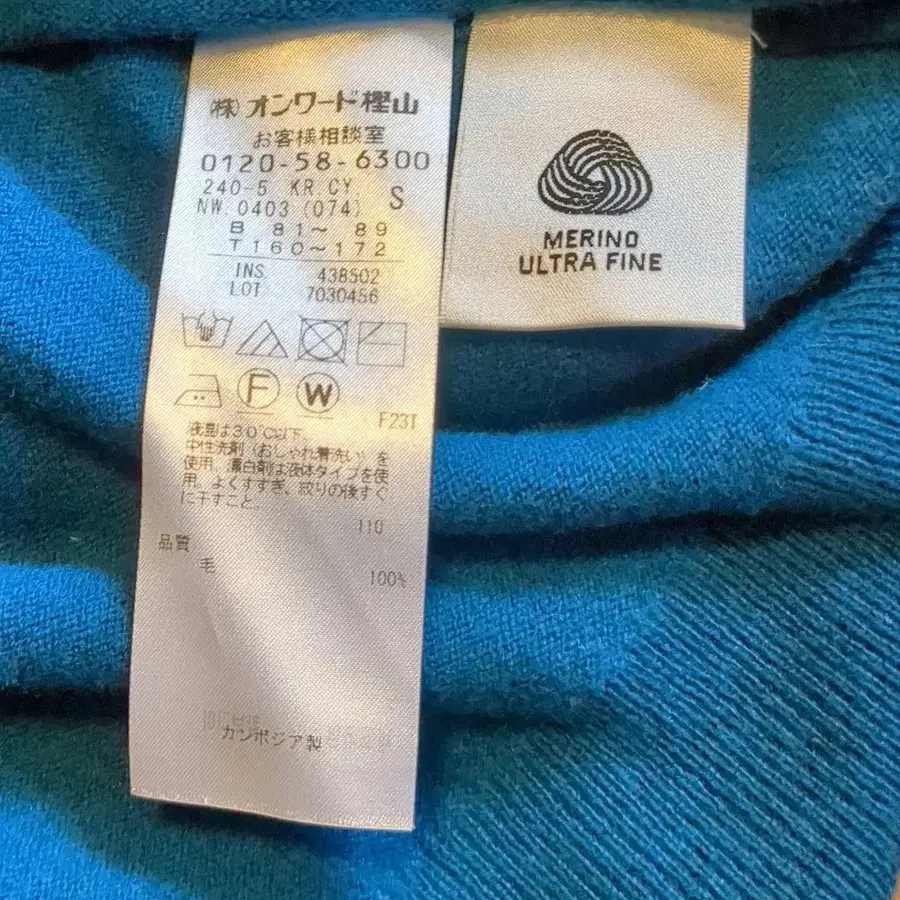 (株)オンワード樫山
お客様相談室
0120-58-6300
240-5 KR CY. S
NW. 0403 (074)
B 81～ 89
T 160～172
INS. 438502
LOT 7030456
F
W
F23T
液温は30℃以下、
中性洗剤（おしゃれ着洗い）を
使用。漂白剤は液体タイプを使
用。よくすすぎ、絞りの後すぐ
に干すこと。
110
品質
毛 100%
カンボジア製
MERINO
ULTRA FINE